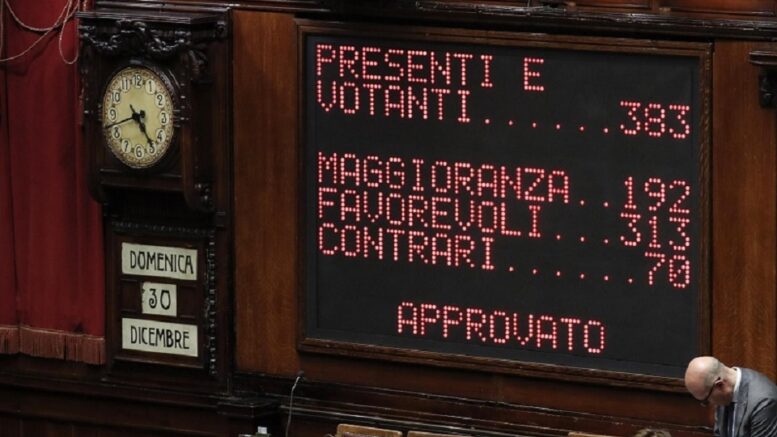 DOMENICA
30
DICEMBRE
PRESENTI E
VOTANTI.......383
MAGGIORANZA..192
FAVOREVOLI....313
CONTRARI.......70
APPROVATO